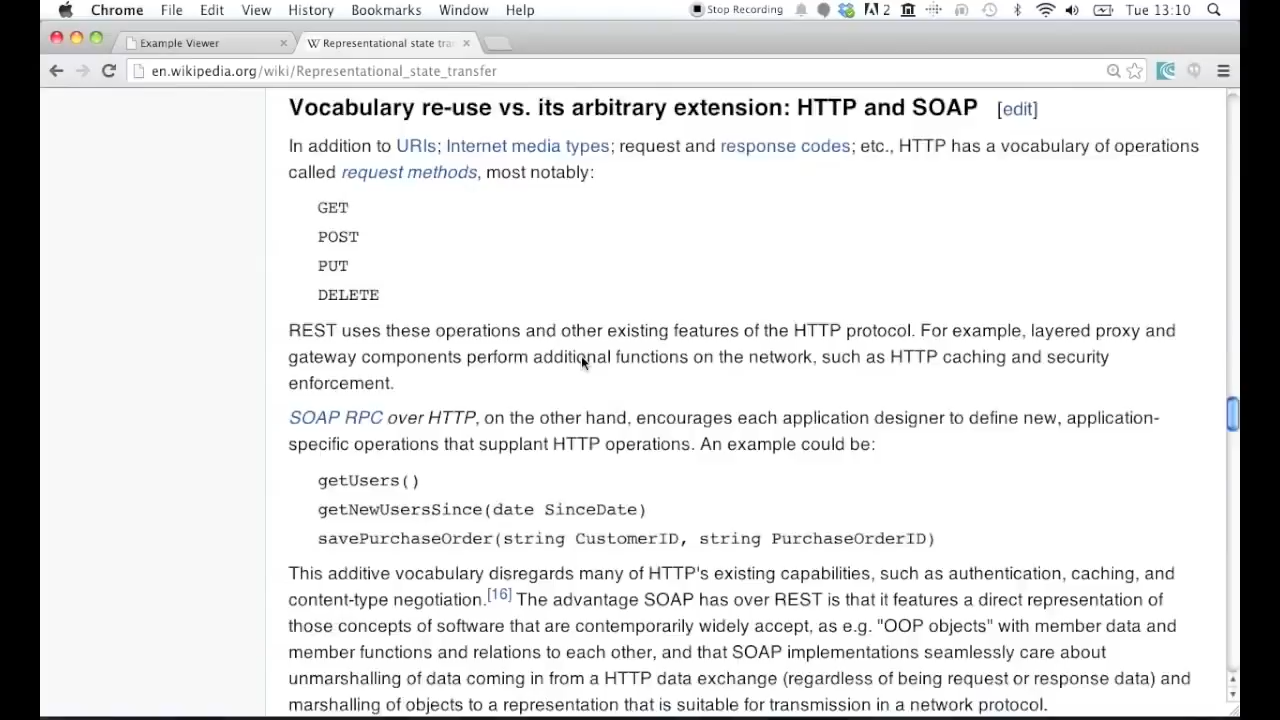 Chrome File Edit View History Bookmarks Window Help Stop Recording 2 Tue 13:10
Example Viewer Representational state tra
en.wikipedia.org/wiki/Representational_state_transfer
Vocabulary re-use vs. its arbitrary extension: HTTP and SOAP [edit]
In addition to URIs; Internet media types; request and response codes; etc., HTTP has a vocabulary of operations
called request methods, most notably:
GET
POST
PUT
DELETE
REST uses these operations and other existing features of the HTTP protocol. For example, layered proxy and
gateway components perform additional functions on the network, such as HTTP caching and security
enforcement.
SOAP RPC over HTTP, on the other hand, encourages each application designer to define new, application-
specific operations that supplant HTTP operations. An example could be:
getUsers()
getNewUsersSince(date SinceDate)
savePurchaseOrder(string CustomerID, string PurchaseOrderID)
This additive vocabulary disregards many of HTTP's existing capabilities, such as authentication, caching, and
content-type negotiation.[16] The advantage SOAP has over REST is that it features a direct representation of
those concepts of software that are contemporarily widely accept, as e.g. "OOP objects" with member data and
member functions and relations to each other, and that SOAP implementations seamlessly care about
unmarshalling of data coming in from a HTTP data exchange (regardless of being request or response data) and
marshalling of objects to a representation that is suitable for transmission in a network protocol.